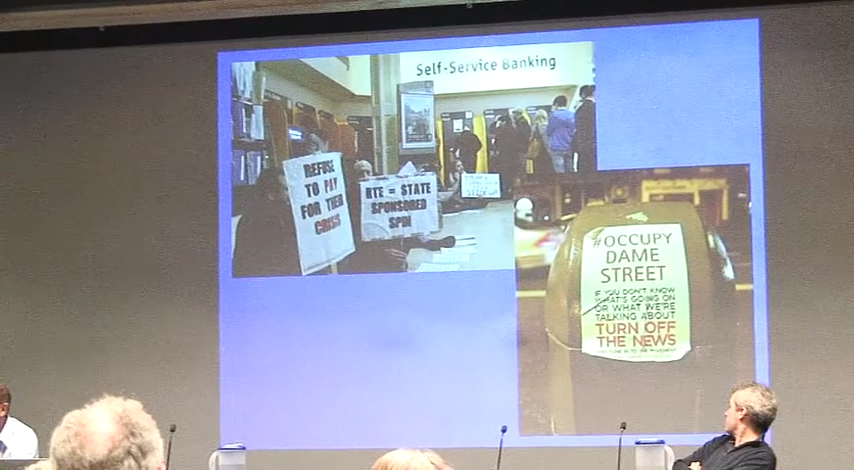 Self-Service Banking
REFUSE
TO PAY
FOR THEIR
CRISIS
RTE = STATE
SPONSORED
SPIN
#OCCUPY
DAME
STREET
IF YOU DON'T KNOW
WHAT'S GOING ON
OR WHAT WE'RE
TALKING ABOUT
TURN OFF
THE NEWS